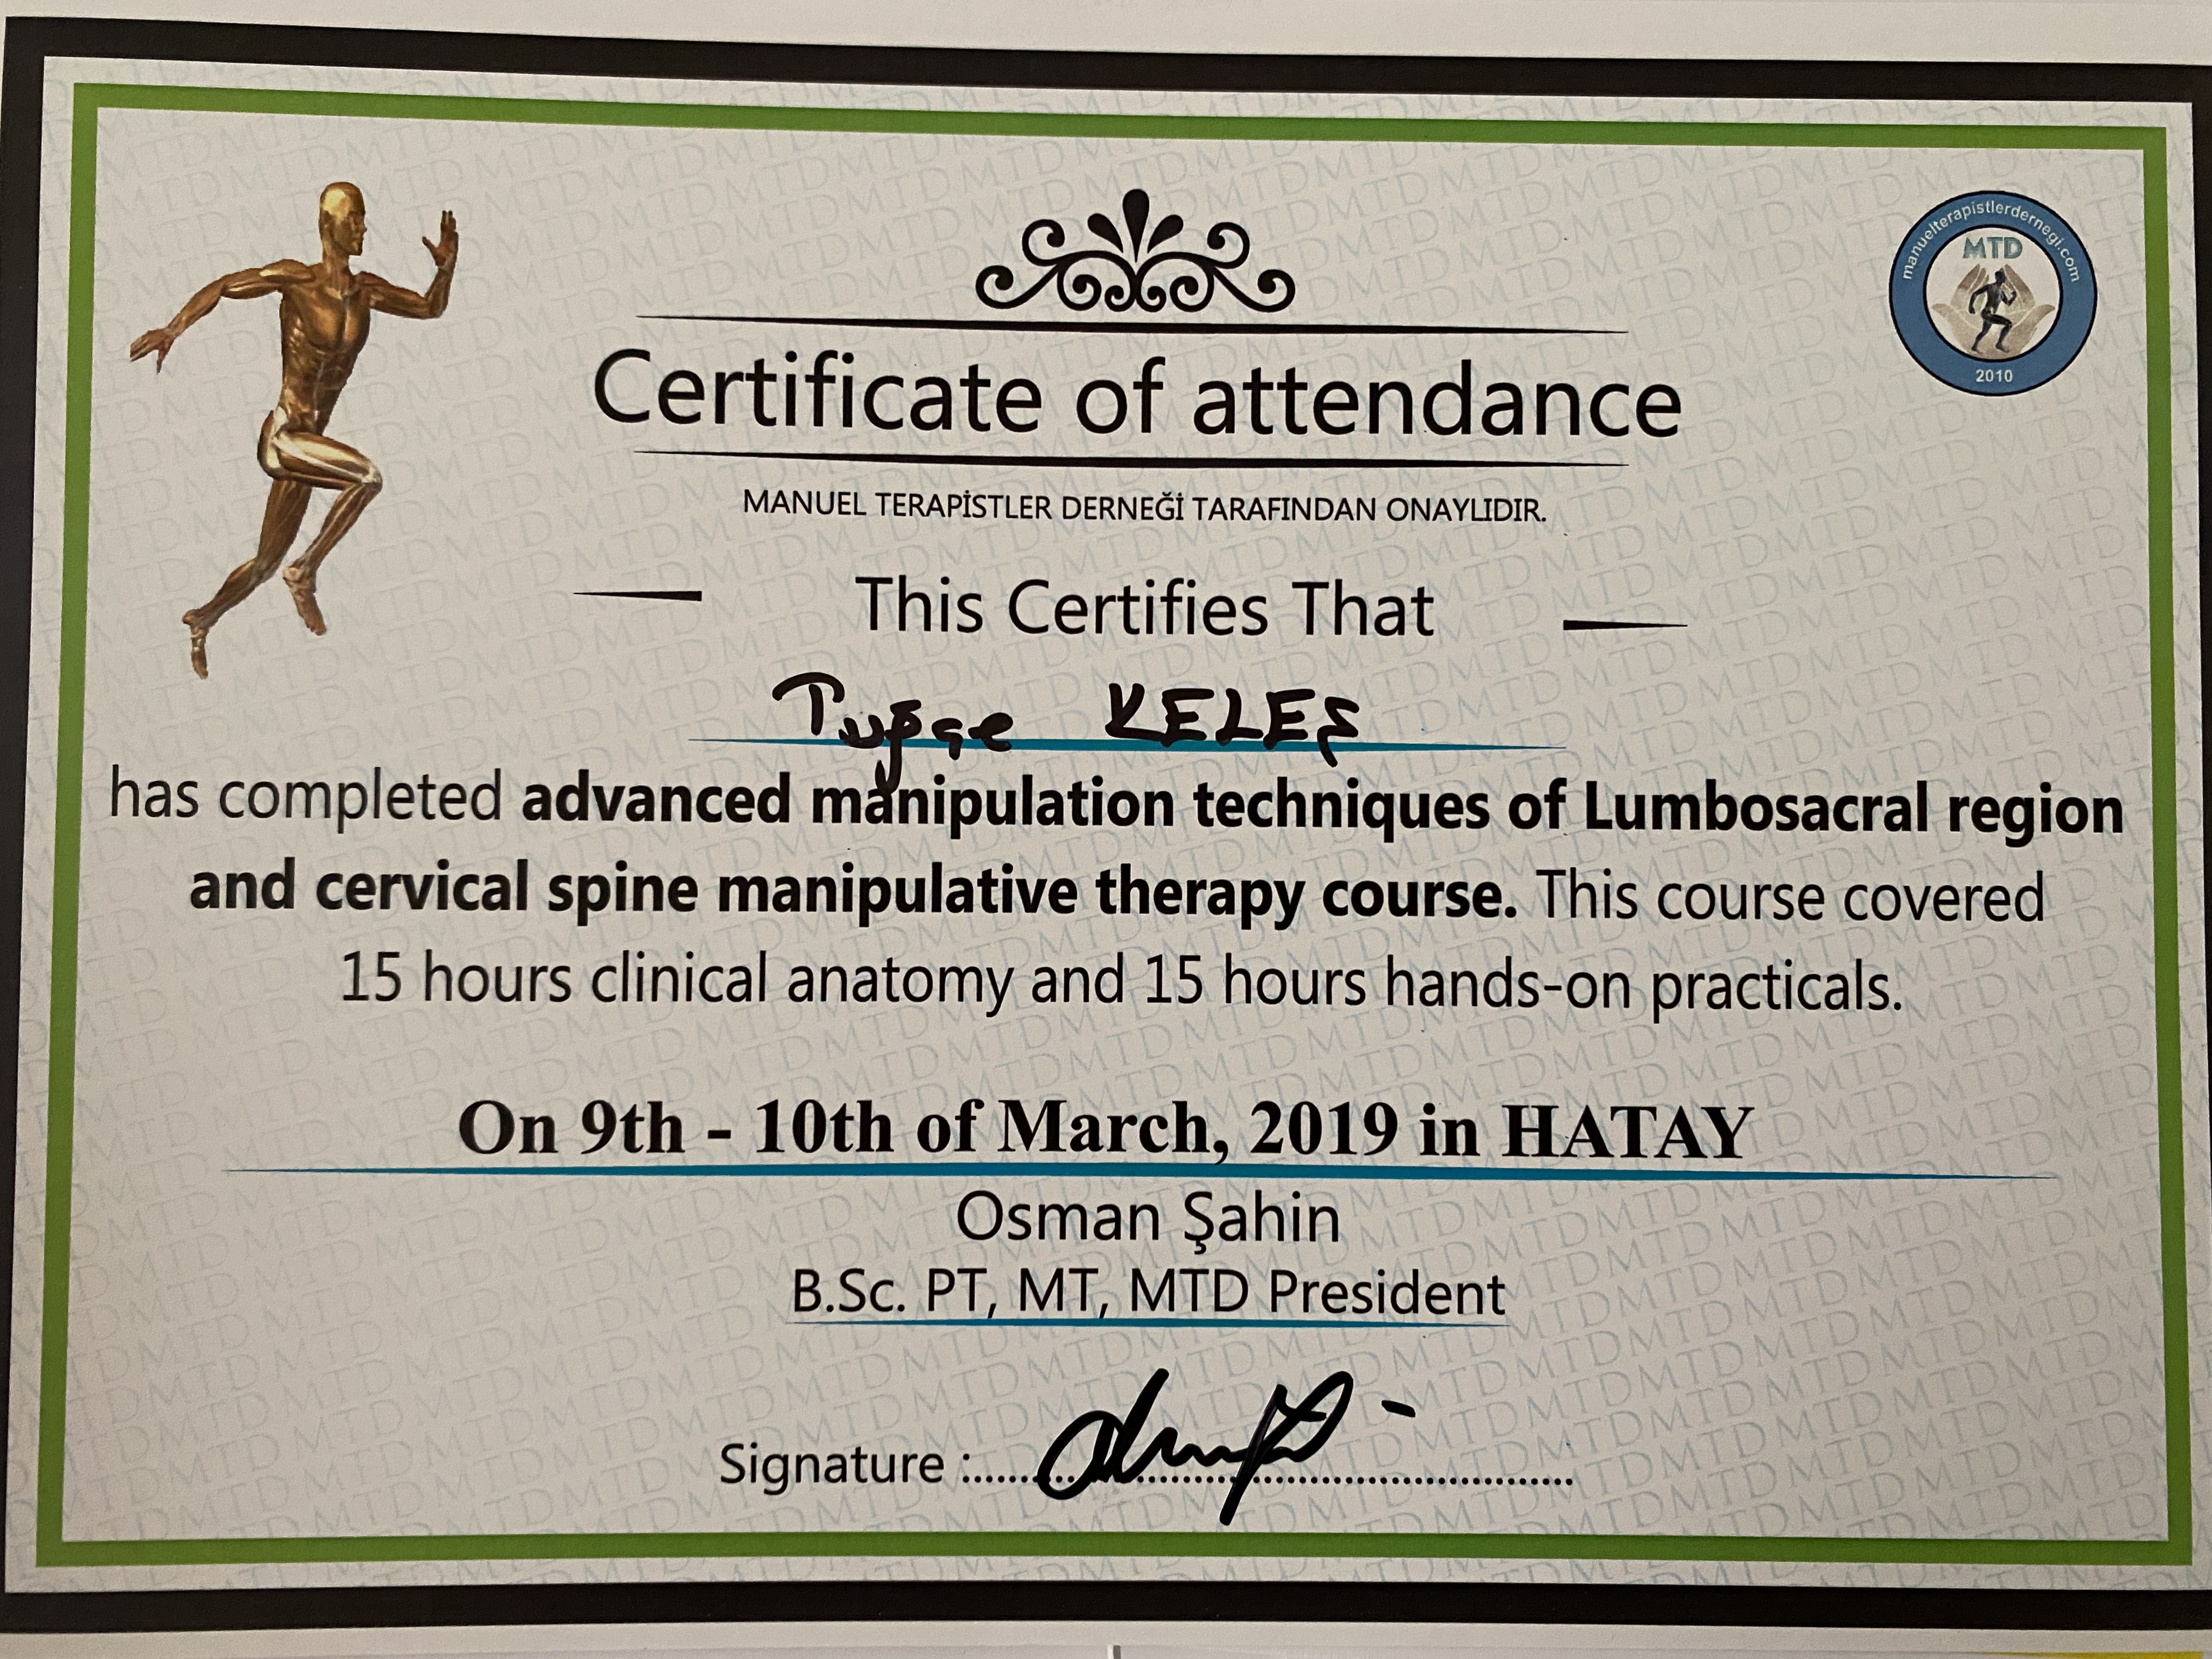 manuelterapistlerdernegi.com
MTD
2010
Certificate of attendance
MANUEL TERAPİSTLER DERNEĞİ TARAFINDAN ONAYLIDIR.
This Certifies That
Tuğçe KELEŞ
has completed advanced manipulation techniques of Lumbosacral region
and cervical spine manipulative therapy course. This course covered
15 hours clinical anatomy and 15 hours hands-on practicals.
On 9th - 10th of March, 2019 in HATAY
Osman Şahin
B.Sc. PT, MT, MTD President
Signature :